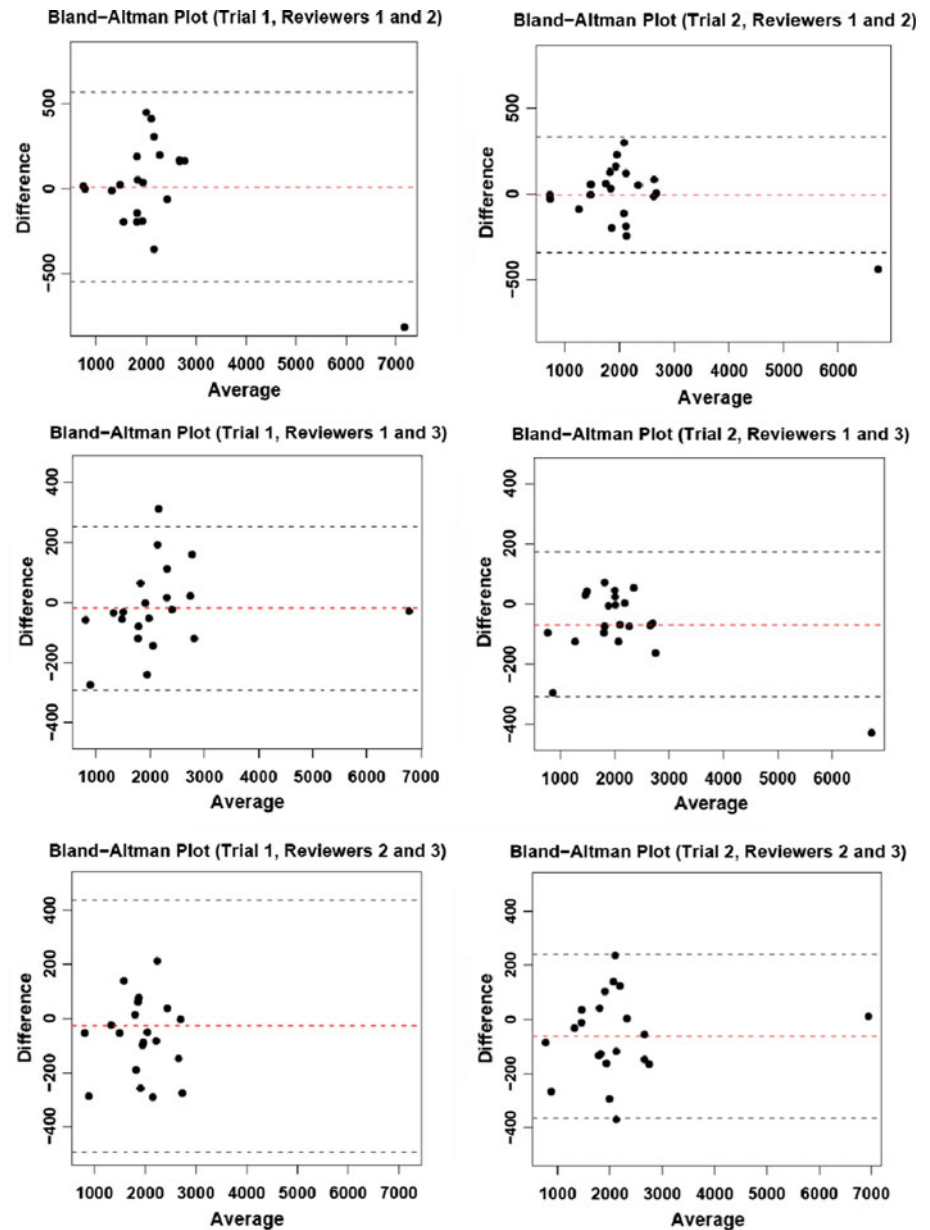 Bland−Altman Plot (Trial 1, Reviewers 1 and 2)
500
0
−500
Difference
1000 2000 3000 4000 5000 6000 7000
Average
Bland−Altman Plot (Trial 2, Reviewers 1 and 2)
500
0
−500
Difference
1000 2000 3000 4000 5000 6000
Average
Bland−Altman Plot (Trial 1, Reviewers 1 and 3)
400
200
0
−200
−400
Difference
1000 2000 3000 4000 5000 6000 7000
Average
Bland−Altman Plot (Trial 2, Reviewers 1 and 3)
400
200
0
−200
−400
Difference
1000 2000 3000 4000 5000 6000
Average
Bland−Altman Plot (Trial 1, Reviewers 2 and 3)
400
200
0
−200
−400
Difference
1000 2000 3000 4000 5000 6000 7000
Average
Bland−Altman Plot (Trial 2, Reviewers 2 and 3)
400
200
0
−200
−400
Difference
1000 2000 3000 4000 5000 6000 7000
Average